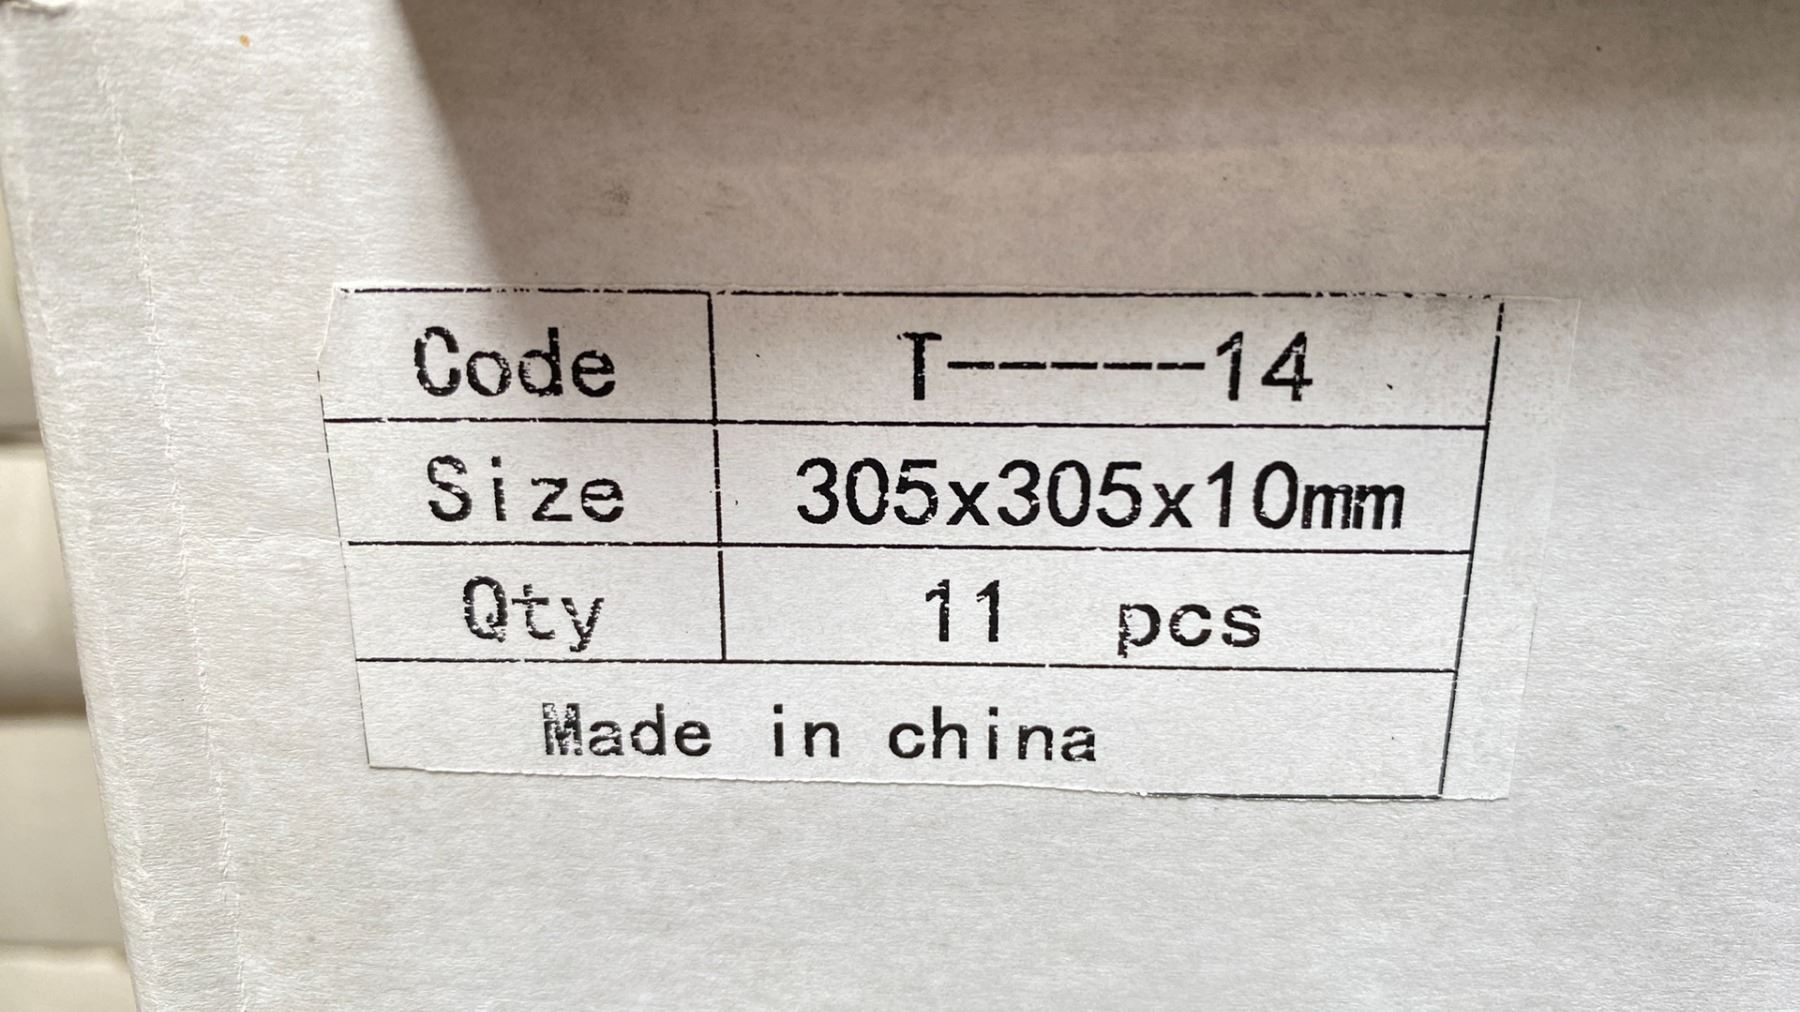 Code T-----14
Size 305x305x10mm
Qty 11 pcs
Made in china